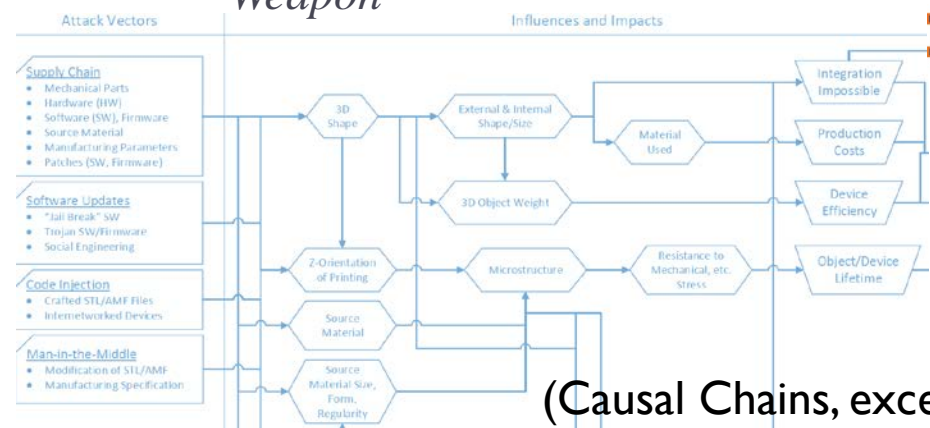 Weapon
Attack Vectors
Influences and Impacts
Supply Chain
• Mechanical Parts
• Hardware (HW)
• Software (SW), Firmware
• Source Material
• Manufacturing Parameters
• Patches (SW, Firmware)
Software Updates
• "Jail Break" SW
• Trojan SW/Firmware
• Social Engineering
Code Injection
• Crafted STL/AMF Files
• Internetworked Devices
Man-in-the-Middle
• Modification of STL/AMF
• Manufacturing Specification
3D
Shape
External & Internal
Shape/Size
Integration
Impossible
Material
Used
Production
Costs
3D Object Weight
Device
Efficiency
Z-Orientation
of Printing
Microstructure
Resistance to
Mechanical, etc.
Stress
Object/Device
Lifetime
Source
Material
Source
Material Size,
Form,
Regularity
(Causal Chains, exce